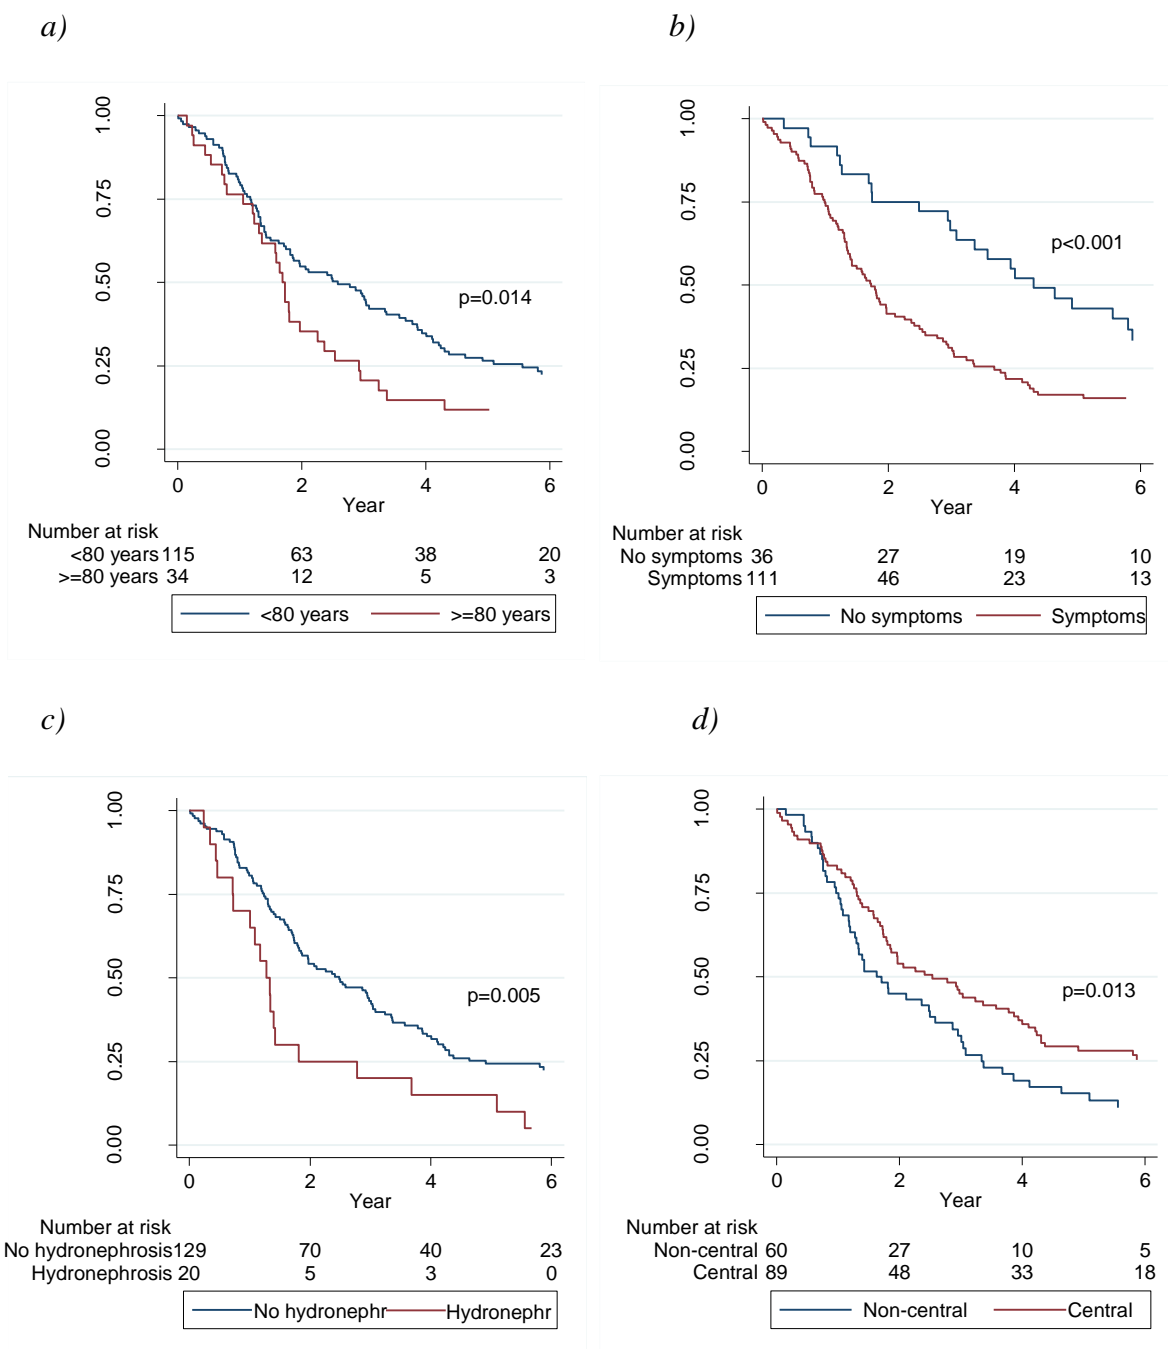 a)
1.00
0.75
0.50
0.25
0.00
p=0.014
0 2 4 6
Year
Number at risk
<80 years 115 63 38 20
>=80 years 34 12 5 3
<80 years >=80 years
b)
1.00
0.75
0.50
0.25
0.00
p<0.001
0 2 4 6
Year
Number at risk
No symptoms 36 27 19 10
Symptoms 111 46 23 13
No symptoms Symptoms
c)
1.00
0.75
0.50
0.25
0.00
p=0.005
0 2 4 6
Year
Number at risk
No hydronephrosis 129 70 40 23
Hydronephrosis 20 5 3 0
No hydronephr Hydronephr
d)
1.00
0.75
0.50
0.25
0.00
p=0.013
0 2 4 6
Year
Number at risk
Non-central 60 27 10 5
Central 89 48 33 18
Non-central Central